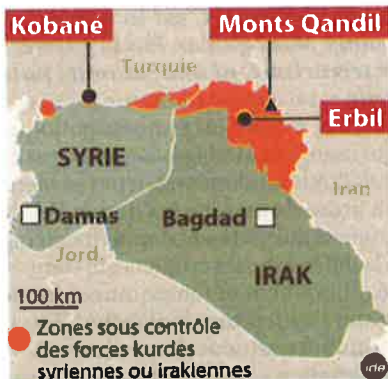 Kobané
Monts Qandil
Turquie
Erbil
SYRIE
Iran
Damas
Bagdad
Jord.
IRAK
100 km
Zones sous contrôle
des forces kurdes
syriennes ou irakiennes
idé